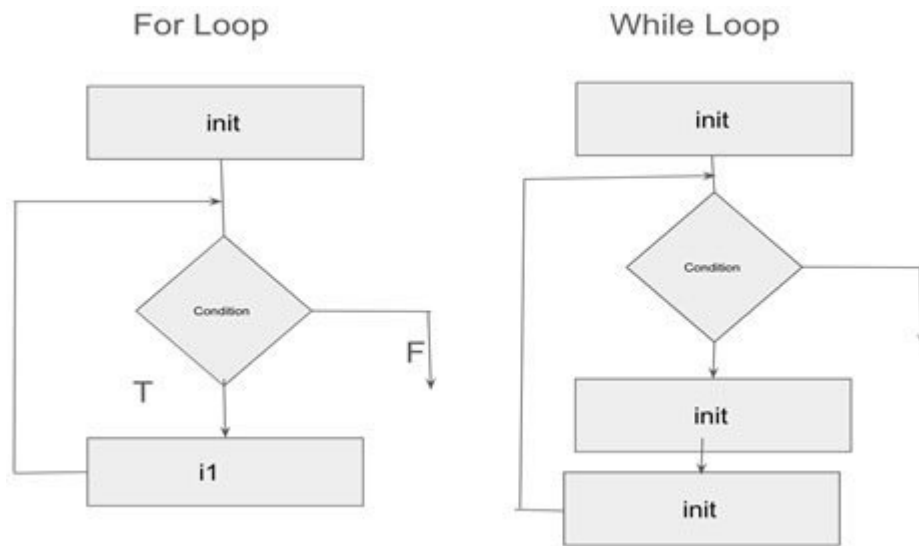 For Loop
init
Condition
T
F
i1
While Loop
init
Condition
init
init